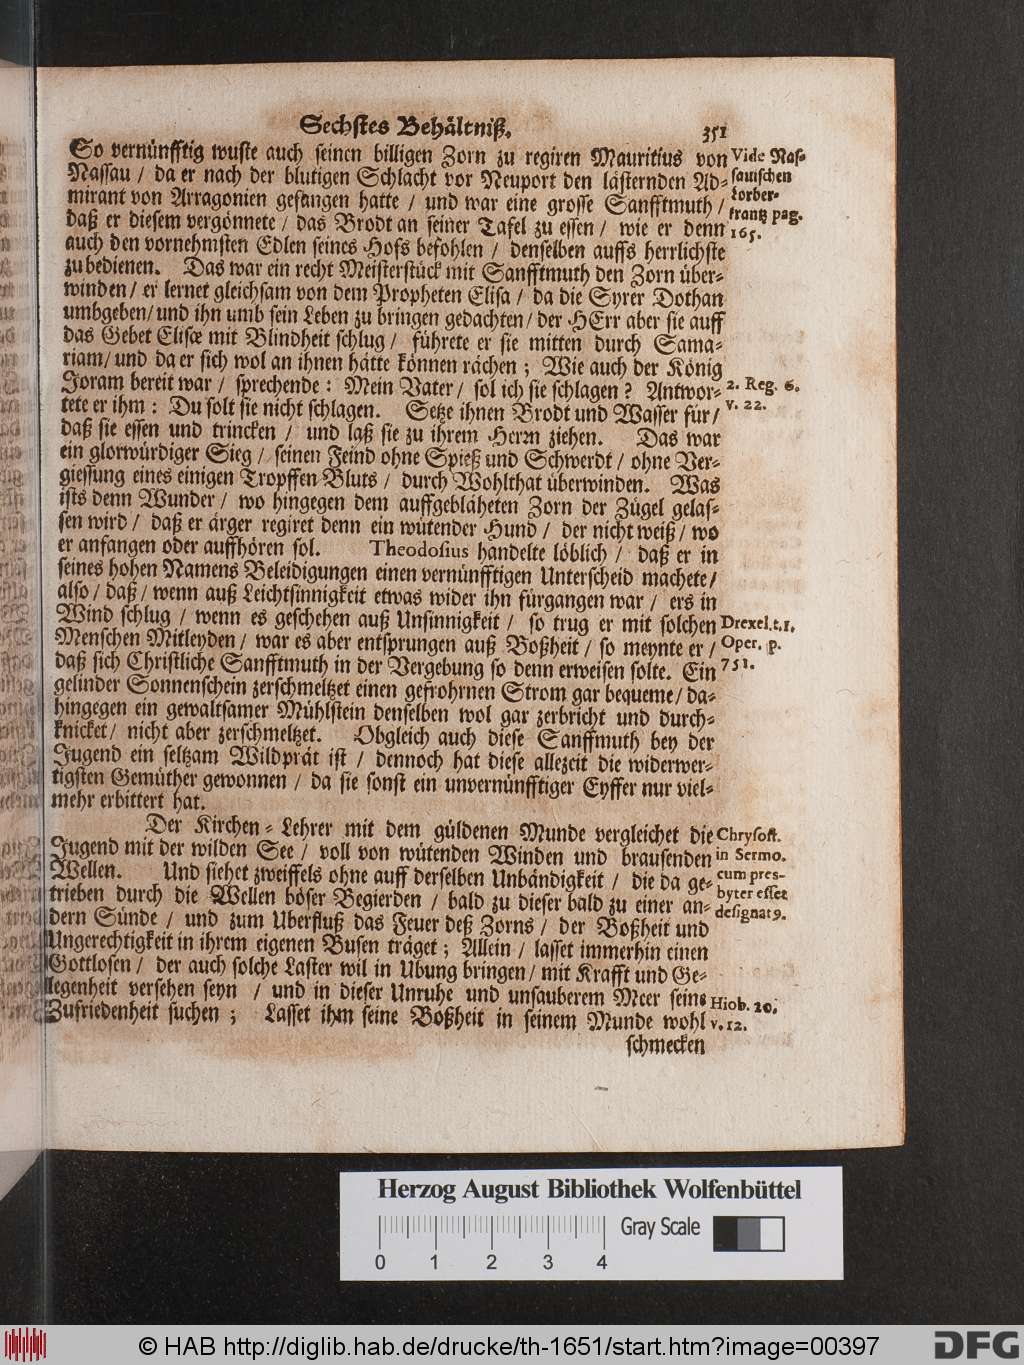 Sechstes Behältniß.
351
So vernünfftig wuste auch seinen billigen Zorn zu regiren Mauritius von
Nassau / da er nach der blutigen Schlacht vor Neuport den lästernden Ad-
mirant von Arragonien gefangen hatte / und war eine grosse Sanfftmuth /
daß er diesem vergönnete / das Brodt an seiner Tafel zu essen / wie er denn
auch den vornehmsten Edlen seines Hofs befohlen / denselben auffs herrlichste
zu bedienen. Das war ein recht Meisterstück mit Sanfftmuth den Zorn über-
winden / er lernet gleichsam von dem Propheten Elisa / da die Syrer Dothan
umbgeben / und ihn umb sein Leben zu bringen gedachten / der HErr aber sie auff
das Gebet Elisæ mit Blindheit schlug / führete er sie mitten durch Sama-
riam / und da er sich wol an ihnen hätte können rächen ; Wie auch der König
Joram bereit war / sprechende : Mein Vater / sol ich sie schlagen ? Antwor-
tete er ihm : Du solt sie nicht schlagen. Setze ihnen Brodt und Wasser für /
daß sie essen und trincken / und laß sie zu ihrem Herrn ziehen. Das war
ein glorwürdiger Sieg / seinen Feind ohne Spieß und Schwerdt / ohne Ver-
giessung eines einigen Tropffen Bluts / durch Wohlthat überwinden. Was
ists denn Wunder / wo hingegen dem auffgebläheten Zorn der Zügel gelas-
sen wird / daß er ärger regiret denn ein wütender Hund / der nicht weiß / wo
er anfangen oder auffhören sol. Theodosius handelte löblich / daß er in
seines hohen Namens Beleidigungen einen vernünfftigen Unterscheid machete /
also / daß / wenn auß Leichtsinnigkeit etwas wider ihn fürgangen war / ers in
Wind schlug / wenn es geschehen auß Unsinnigkeit / so trug er mit solchen
Menschen Mitleyden / war es aber entsprungen auß Boßheit / so meynte er /
daß sich Christliche Sanfftmuth in der Vergebung so denn erweisen solte. Ein
gelinder Sonnenschein zerschmeltzet einen gefrohrnen Strom gar bequeme / da-
hingegen ein gewaltsamer Mühlstein denselben wol gar zerbricht und durch-
knicket / nicht aber zerschmeltzet. Obgleich auch diese Sanffmuth bey der
Jugend ein seltzam Wildprät ist / dennoch hat diese allezeit die widerwer-
tigsten Gemüther gewonnen / da sie sonst ein unvernünfftiger Eyffer nur viel-
mehr erbittert hat.
Der Kirchen-Lehrer mit dem güldenen Munde vergleichet die
Jugend mit der wilden See / voll von wütenden Winden und brausenden
Wellen. Und siehet zweiffels ohne auff derselben Unbändigkeit / die da ge-
trieben durch die Wellen böser Begierden / bald zu dieser bald zu einer an-
dern Sünde / und zum Uberfluß das Feuer deß Zorns / der Boßheit und
Ungerechtigkeit in ihrem eigenen Busen träget ; Allein / lasset immerhin einen
Gottlosen / der auch solche Laster wil in Ubung bringen / mit Krafft und Ge-
legenheit versehen seyn / und in dieser Unruhe und unsauberem Meer seine
Zufriedenheit suchen ; Lasset ihm seine Boßheit in seinem Munde wohl
schmecken
Vide Nas-
sauischen
Lorber-
krantz pag.
165.
2. Reg. 6.
v. 22.
Drexel. t. 1.
Oper. p.
751.
Chrysost.
in Sermo.
cum pres-
byter esset
designat9.
Hiob. 20.
v. 12.
Herzog August Bibliothek Wolfenbüttel
Gray Scale
0 1 2 3 4
© HAB http://diglib.hab.de/drucke/th-1651/start.htm?image=00397
DFG